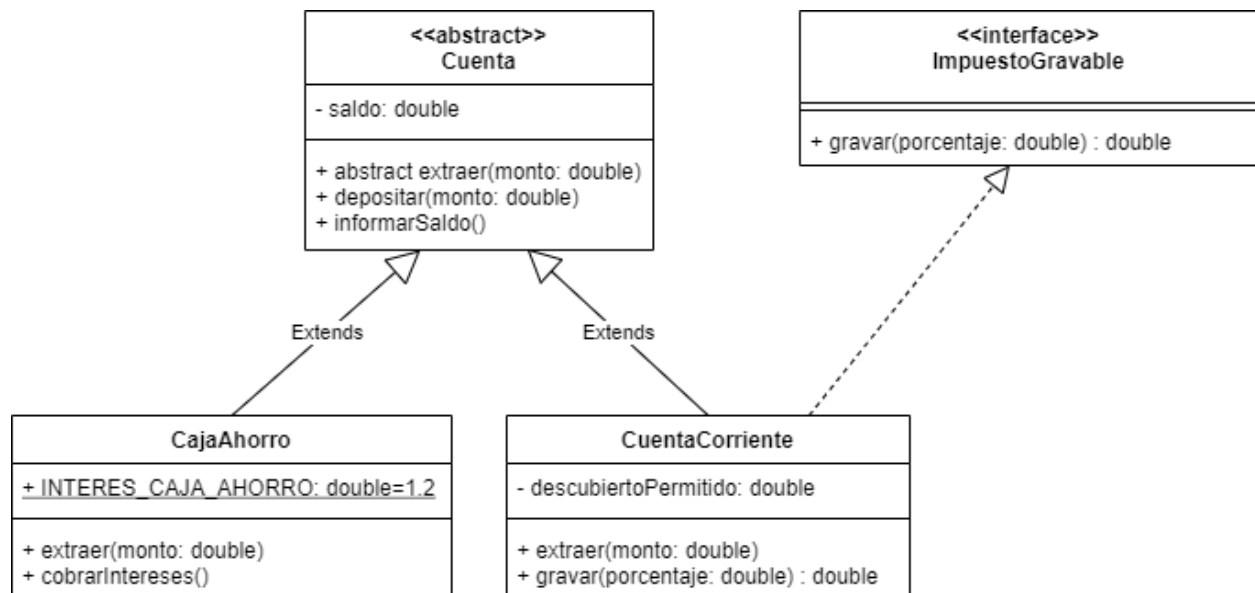 <<abstract>>
Cuenta
- saldo: double
+ abstract extraer(monto: double)
+ depositar(monto: double)
+ informarSaldo()
<<interface>>
ImpuestoGravable
+ gravar(porcentaje: double) : double
Extends
Extends
CajaAhorro
+ INTERES_CAJA_AHORRO: double=1.2
+ extraer(monto: double)
+ cobrarIntereses()
CuentaCorriente
- descubiertoPermitido: double
+ extraer(monto: double)
+ gravar(porcentaje: double) : double